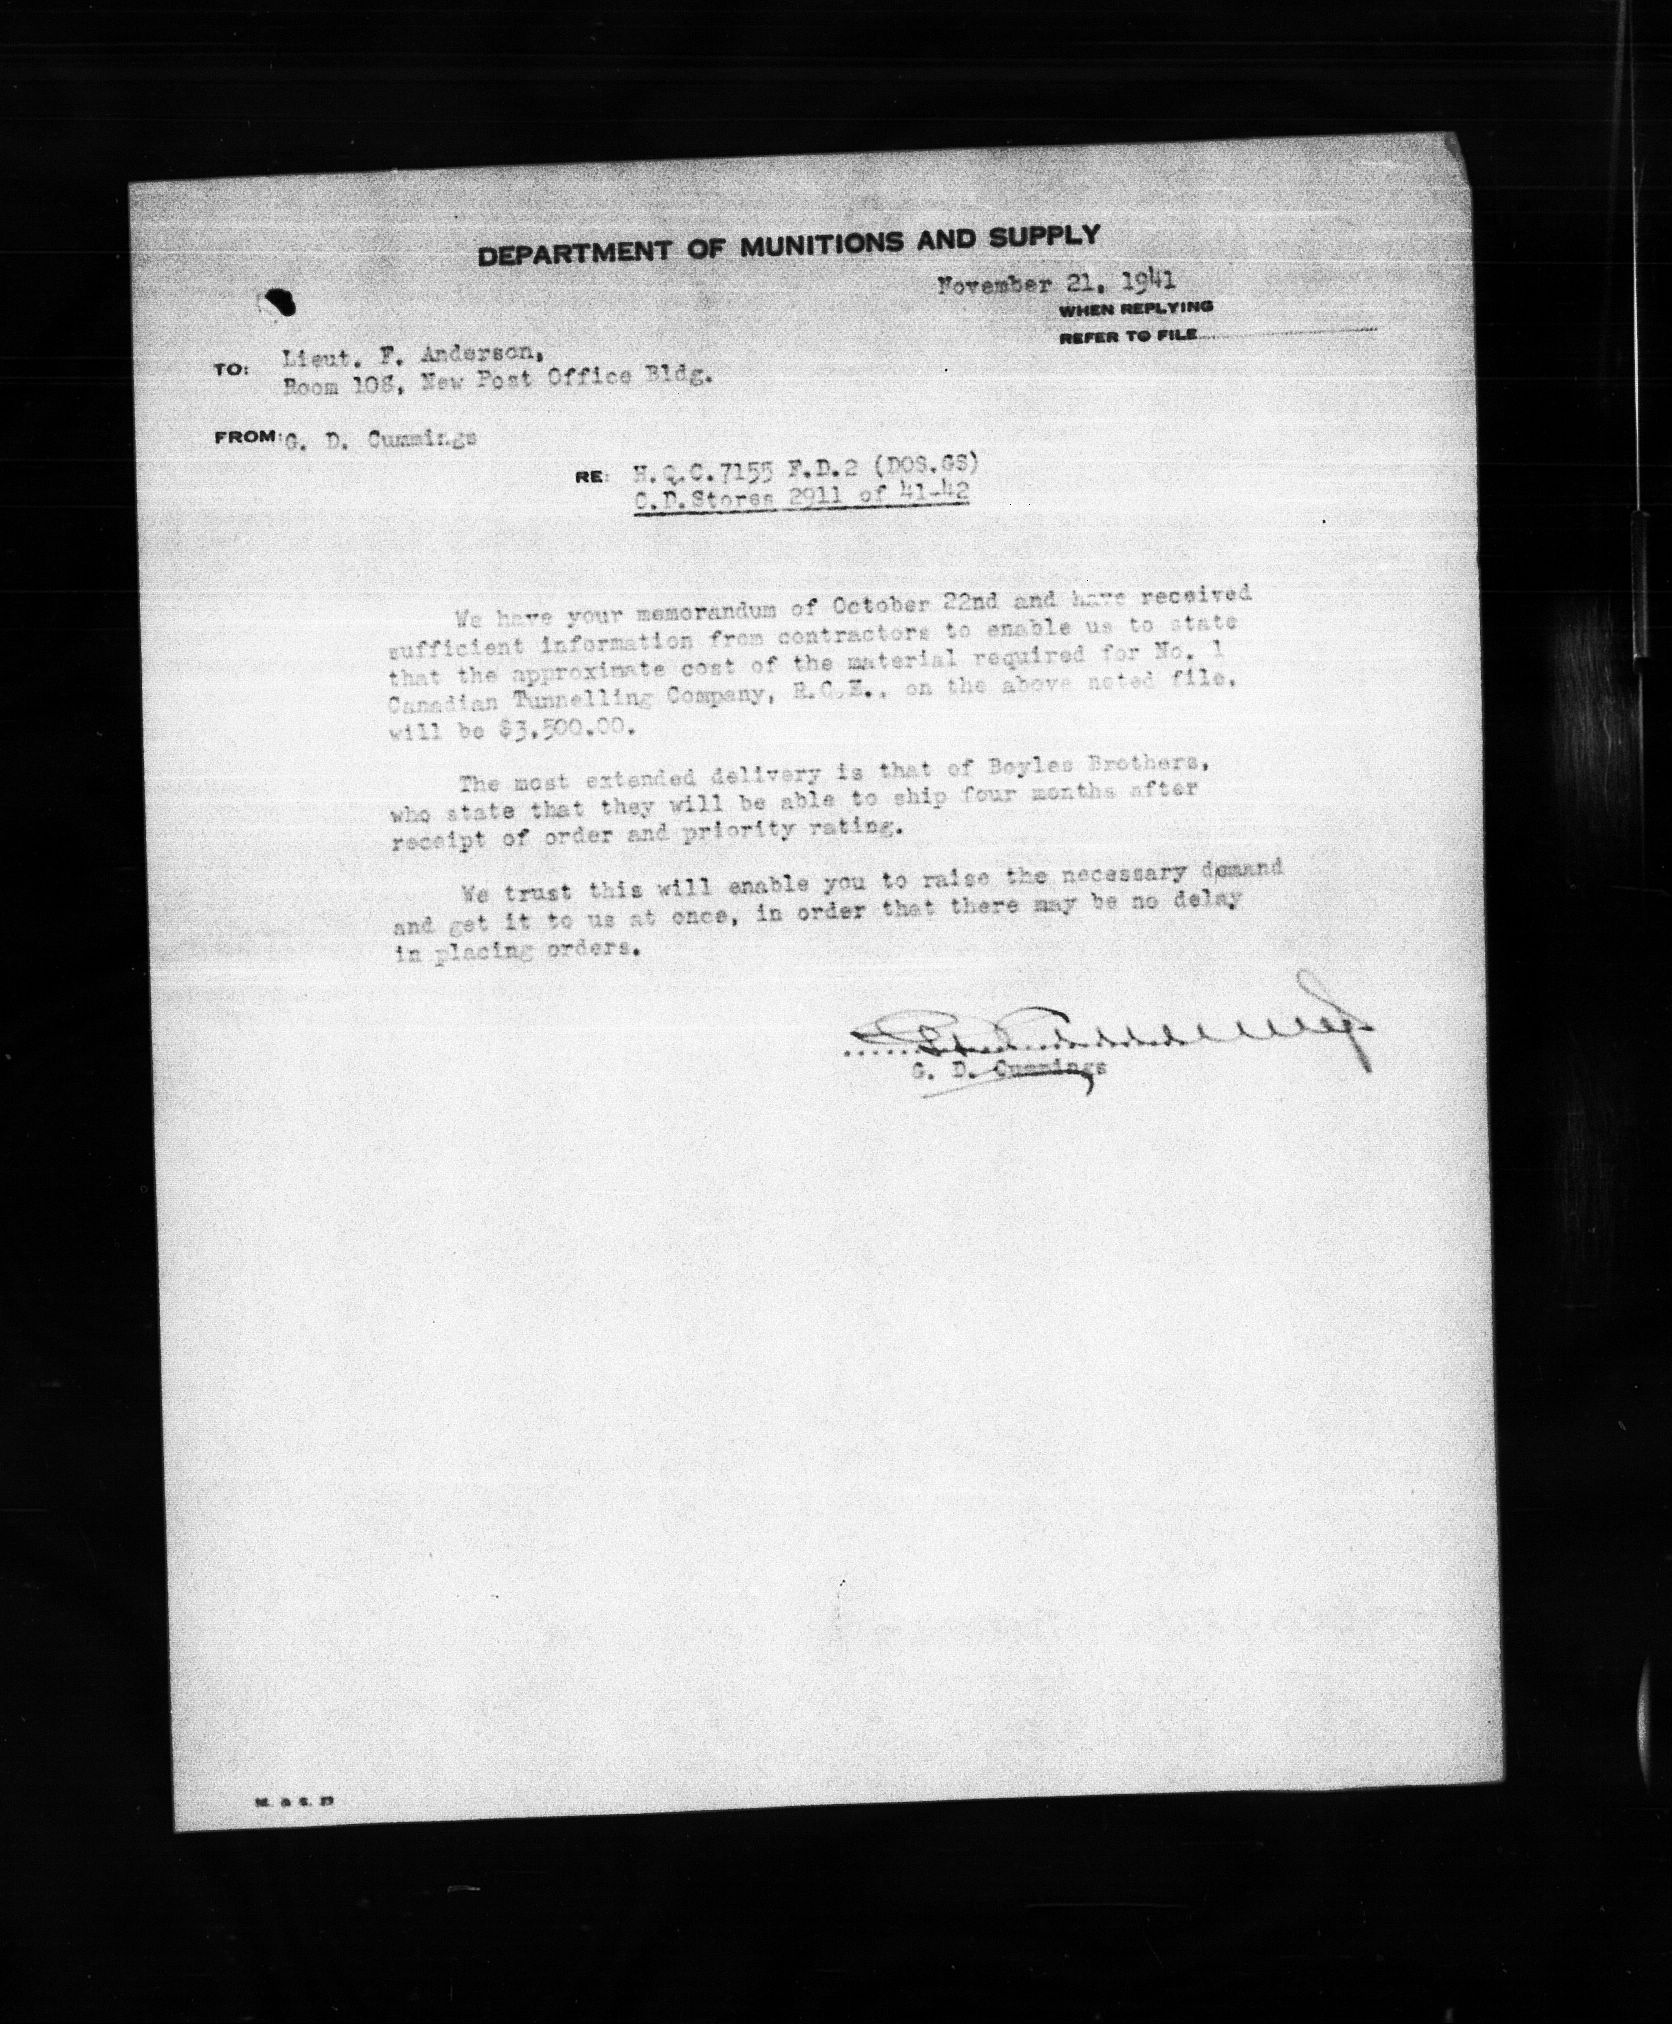 DEPARTMENT OF MUNITIONS AND SUPPLY
November 21, 1941
WHEN REPLYING
REFER TO FILE
TO: Lieut. F. Anderson,
Room 108, New Post Office Bldg.
FROM: G. D. Cummings
RE: H.Q.C.7155 F.D.2 (DOS.GS)
C.D.Stores 2911 of 41-42
We have your memorandum of October 22nd and have received
sufficient information from contractors to enable us to state
that the approximate cost of the material required for No. 1
Canadian Tunnelling Company, R.C.E., on the above noted file,
will be $3,500.00.
The most extended delivery is that of Boyles Brothers,
who state that they will be able to ship four months after
receipt of order and priority rating.
We trust this will enable you to raise the necessary demand
and get it to us at once, in order that there may be no delay
in placing orders.
G. D. Cummings
G. D. Cummings